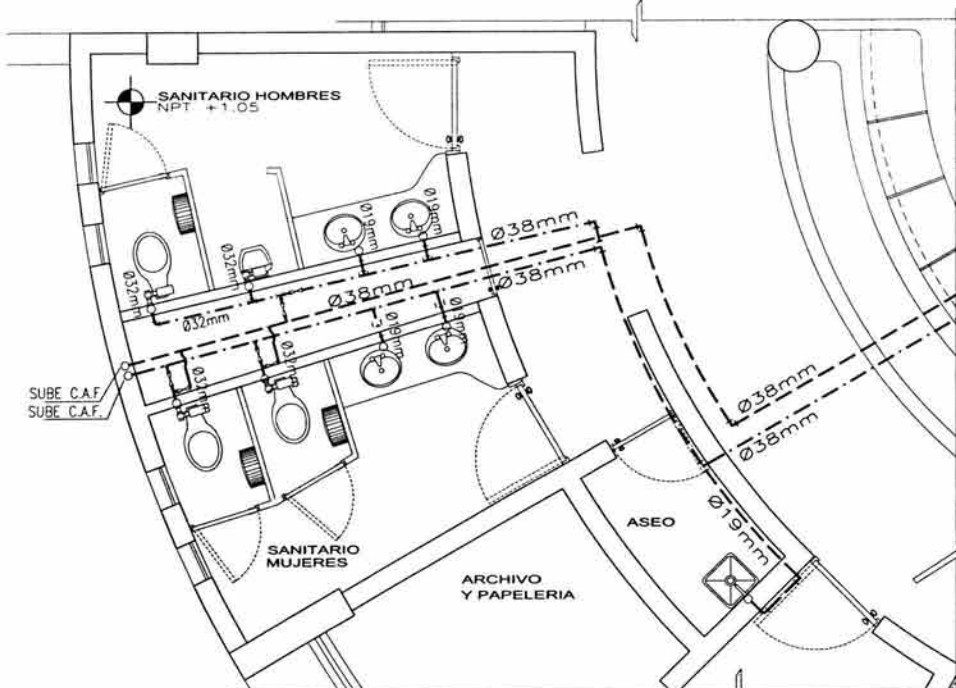 SANITARIO HOMBRES
NPT. +1.05
Ø19mm
Ø19mm
Ø38mm
Ø32mm
Ø32mm
Ø38mm
Ø38mm
Ø32mm
Ø19mm
Ø19mm
Ø32mm
Ø32mm
SUBE C.A.F.
SUBE C.A.F.
Ø38mm
Ø38mm
Ø19mm
ASEO
SANITARIO
MUJERES
ARCHIVO
Y PAPELERIA